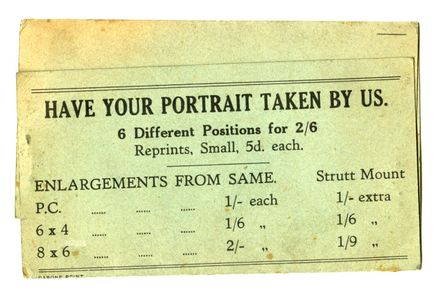 HAVE YOUR PORTRAIT TAKEN BY US.
6 Different Positions for 2/6
Reprints, Small, 5d. each.
ENLARGEMENTS FROM SAME. Strutt Mount
P.C. ...... ...... ...... 1/- each 1/- extra
6 x 4 ...... ...... ...... 1/6 „ 1/6 „
8 x 6 ...... ...... ...... 2/- „ 1/9 „